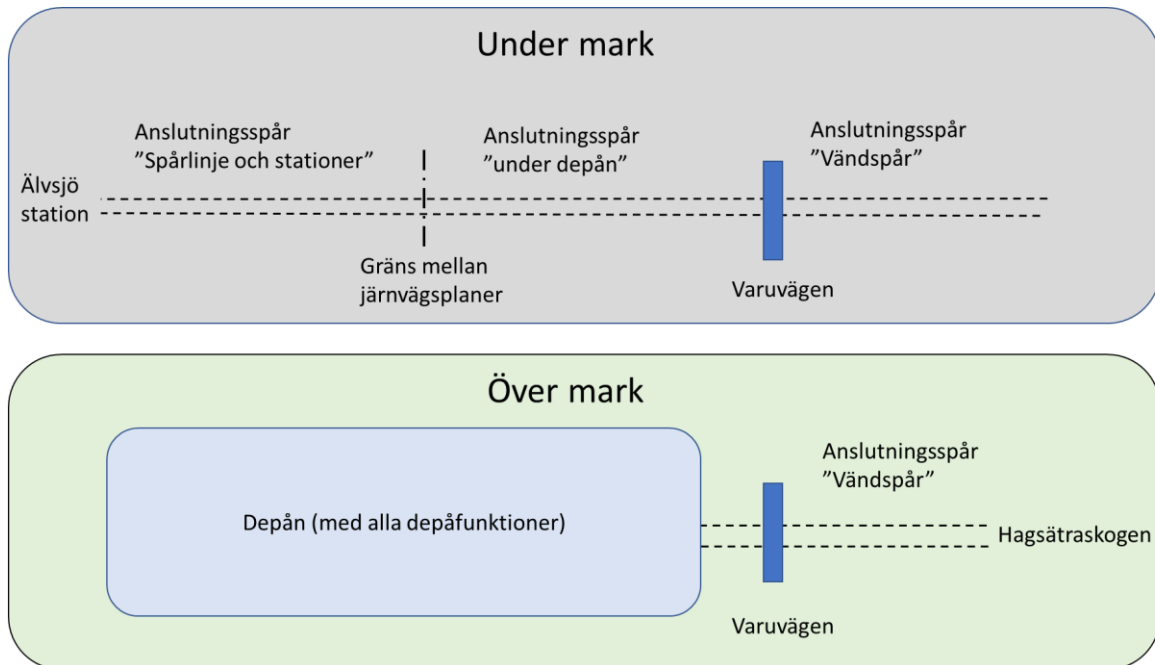 Under mark
Anslutningsspår
”Spårlinje och stationer”
Anslutningsspår
”under depån”
Anslutningsspår
”Vändspår”
Älvsjö
station
Gräns mellan
järnvägsplaner
Varuvägen
Över mark
Depån (med alla depåfunktioner)
Anslutningsspår
”Vändspår”
Hagsätraskogen
Varuvägen